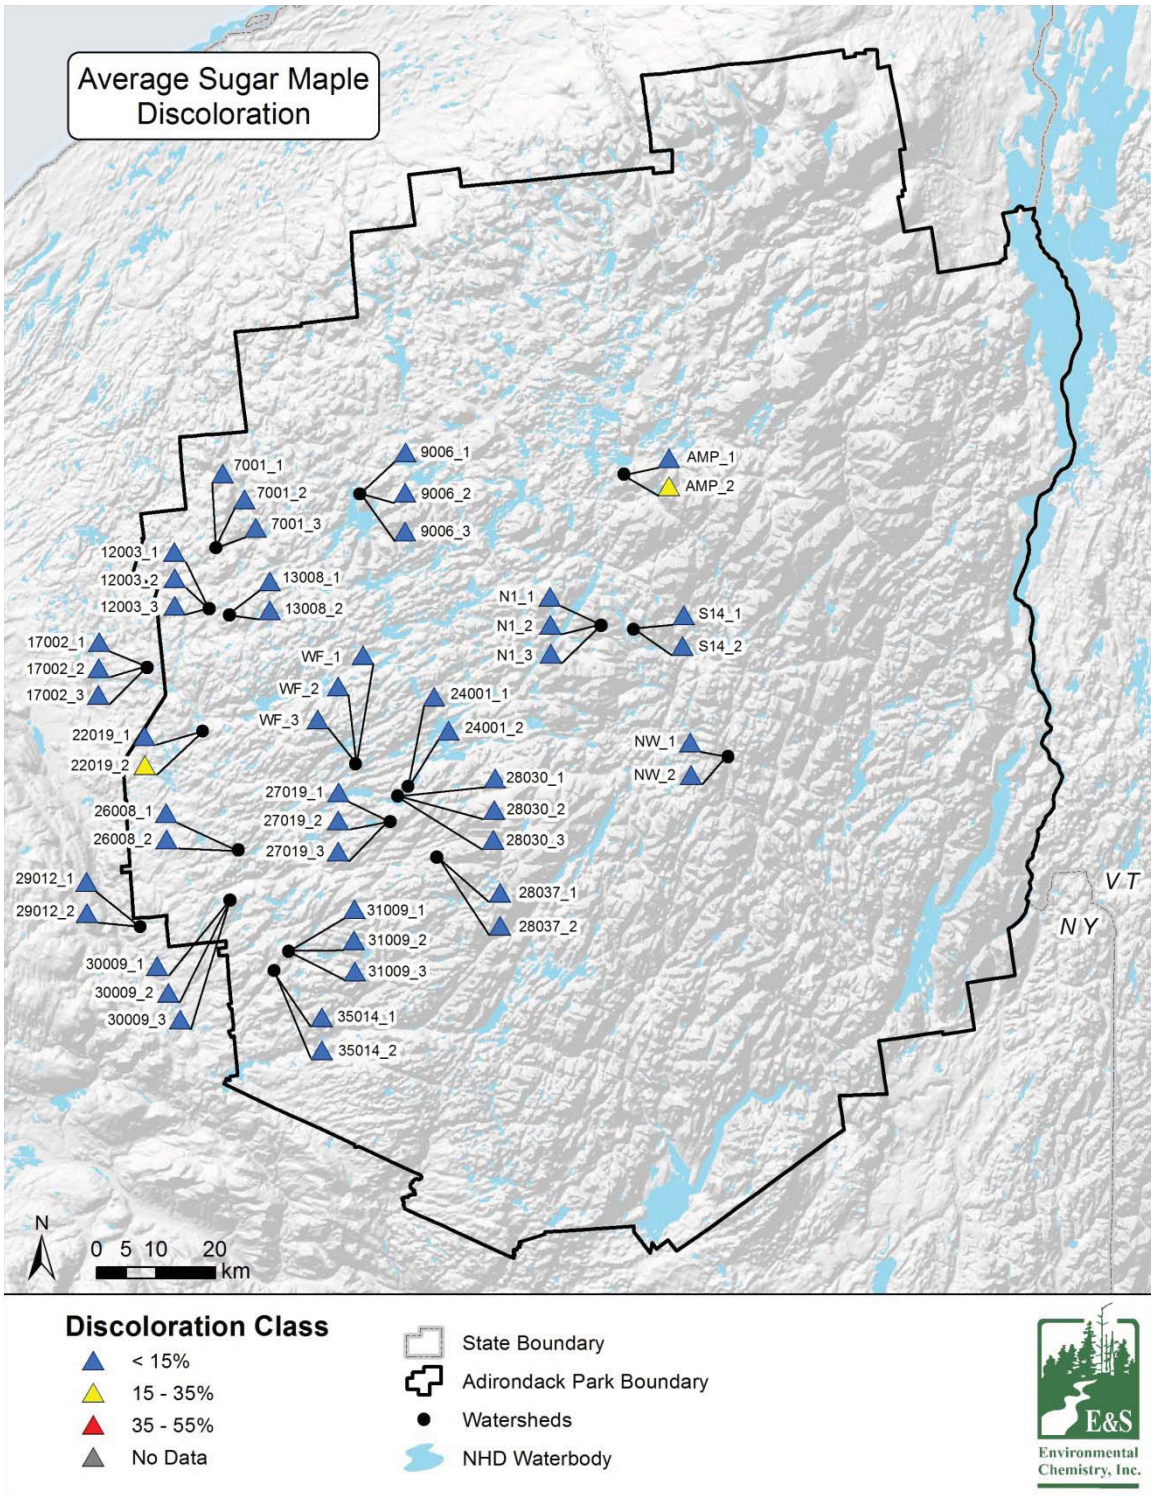 Average Sugar Maple
Discoloration
7001_1
7001_2
7001_3
9006_1
9006_2
9006_3
AMP_1
AMP_2
12003_1
12003_2
12003_3
13008_1
13008_2
N1_1
N1_2
N1_3
S14_1
S14_2
17002_1
17002_2
17002_3
WF_1
WF_2
WF_3
24001_1
24001_2
22019_1
22019_2
NW_1
NW_2
28030_1
28030_2
28030_3
27019_1
27019_2
27019_3
26008_1
26008_2
29012_1
29012_2
28037_1
28037_2
31009_1
31009_2
31009_3
30009_1
30009_2
30009_3
35014_1
35014_2
VT
NY
N
0 5 10 20
km
Discoloration Class
< 15%
15 - 35%
35 - 55%
No Data
State Boundary
Adirondack Park Boundary
Watersheds
NHD Waterbody
E&S
Environmental
Chemistry, Inc.